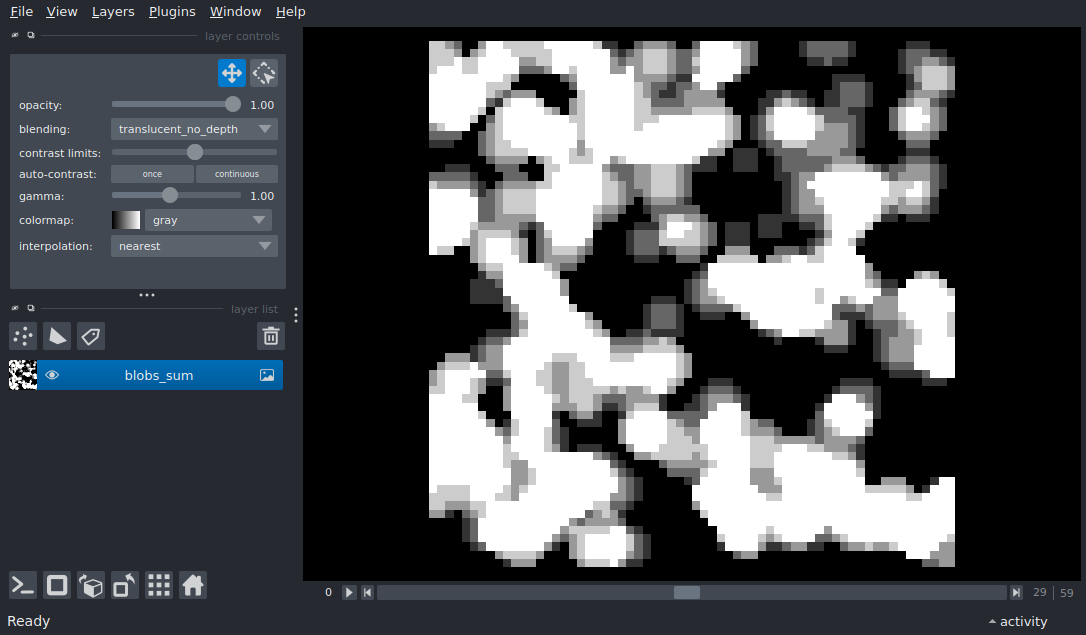 File View Layers Plugins Window Help
layer controls
opacity: 1.00
blending: translucent_no_depth
contrast limits:
auto-contrast: once continuous
gamma: 1.00
colormap: gray
interpolation: nearest
layer list
blobs_sum
0 29 59
Ready activity